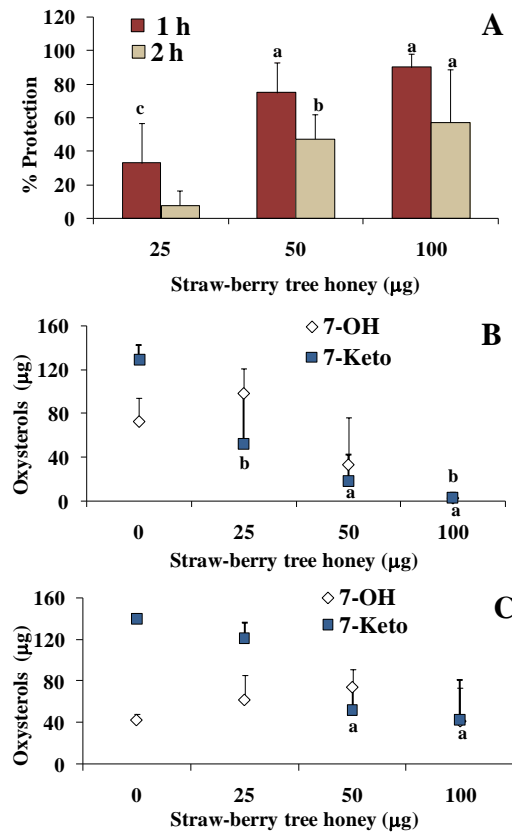 120
100
80
60
40
20
0
% Protection
1 h
2 h
A
c
a
b
a
a
25 50 100
Straw-berry tree honey (µg)
160
120
80
40
0
Oxysterols (µg)
7-OH
7-Keto
B
b
a
b
a
0 25 50 100
Straw-berry tree honey (µg)
160
120
80
40
0
Oxysterols (µg)
7-OH
7-Keto
C
a
a
0 25 50 100
Straw-berry tree honey (µg)